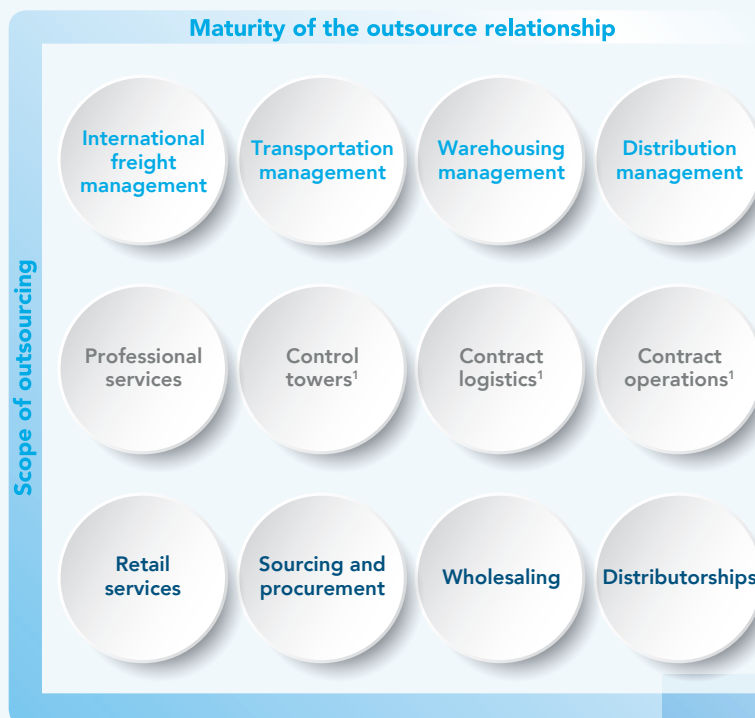 Maturity of the outsource relationship
International
freight
management
Transportation
management
Warehousing
management
Distribution
management
Scope of outsourcing
Professional
services
Control
towers¹
Contract
logistics¹
Contract
operations¹
Retail
services
Sourcing and
procurement
Wholesaling
Distributorships